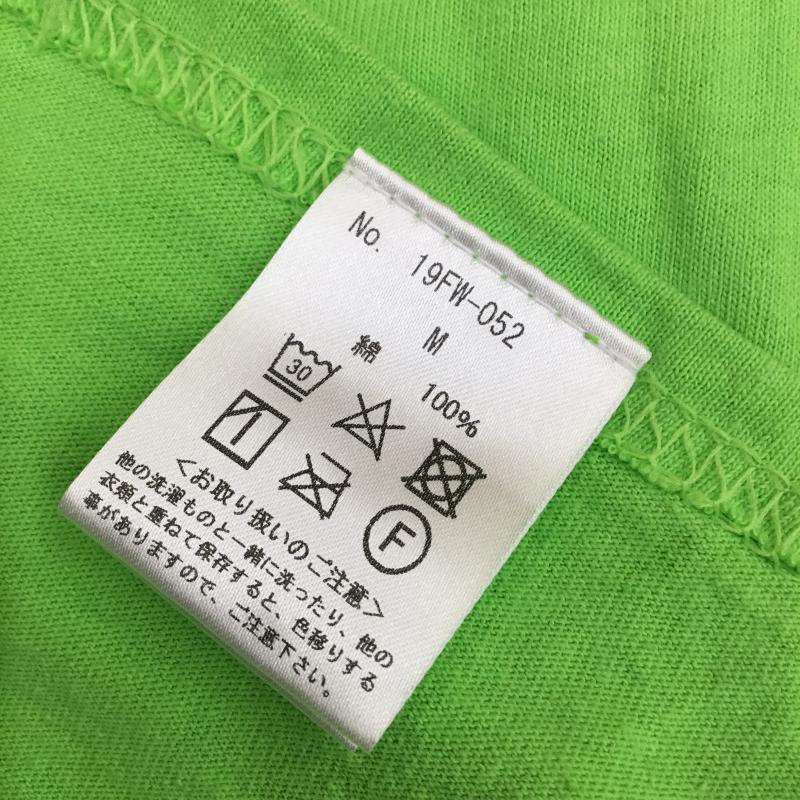 No. 19FW-052
M
綿 100%
30
F
<お取り扱いのご注意>
他の洗濯ものと一緒に洗ったり、他の
衣類と重ねて保存すると、色移りする
事がありますので、ご注意下さい。